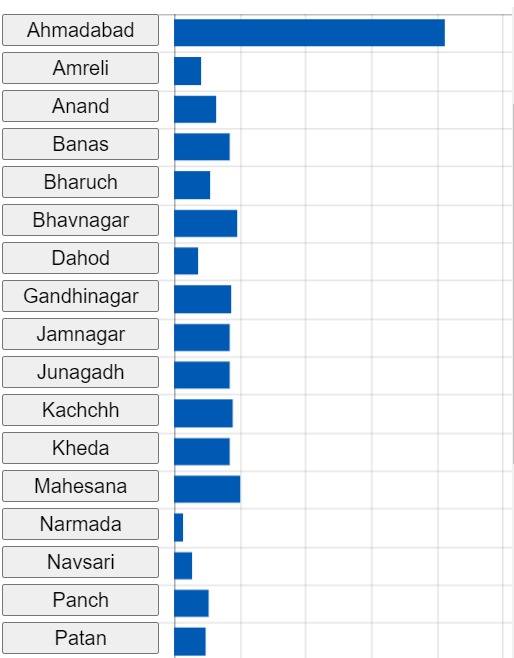 Ahmadabad
Amreli
Anand
Banas
Bharuch
Bhavnagar
Dahod
Gandhinagar
Jamnagar
Junagadh
Kachchh
Kheda
Mahesana
Narmada
Navsari
Panch
Patan